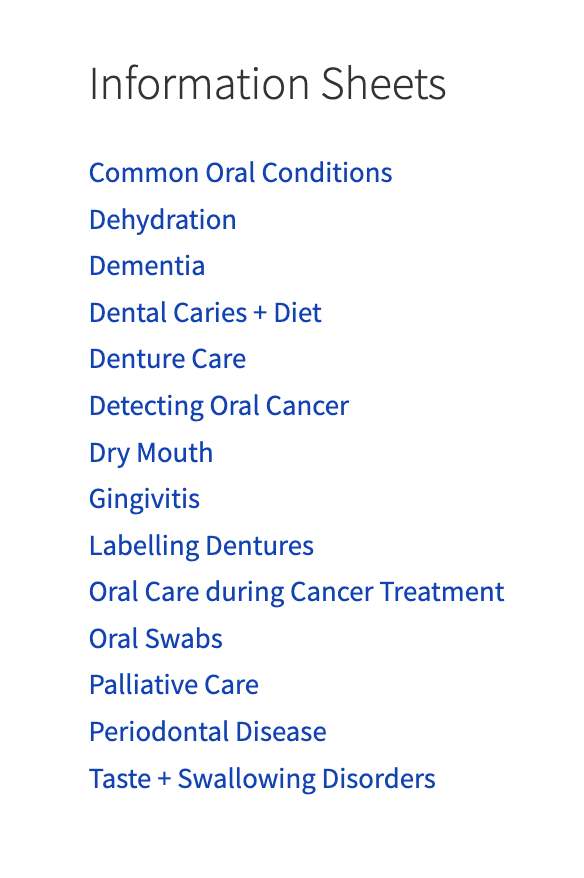 Information Sheets
Common Oral Conditions
Dehydration
Dementia
Dental Caries + Diet
Denture Care
Detecting Oral Cancer
Dry Mouth
Gingivitis
Labelling Dentures
Oral Care during Cancer Treatment
Oral Swabs
Palliative Care
Periodontal Disease
Taste + Swallowing Disorders